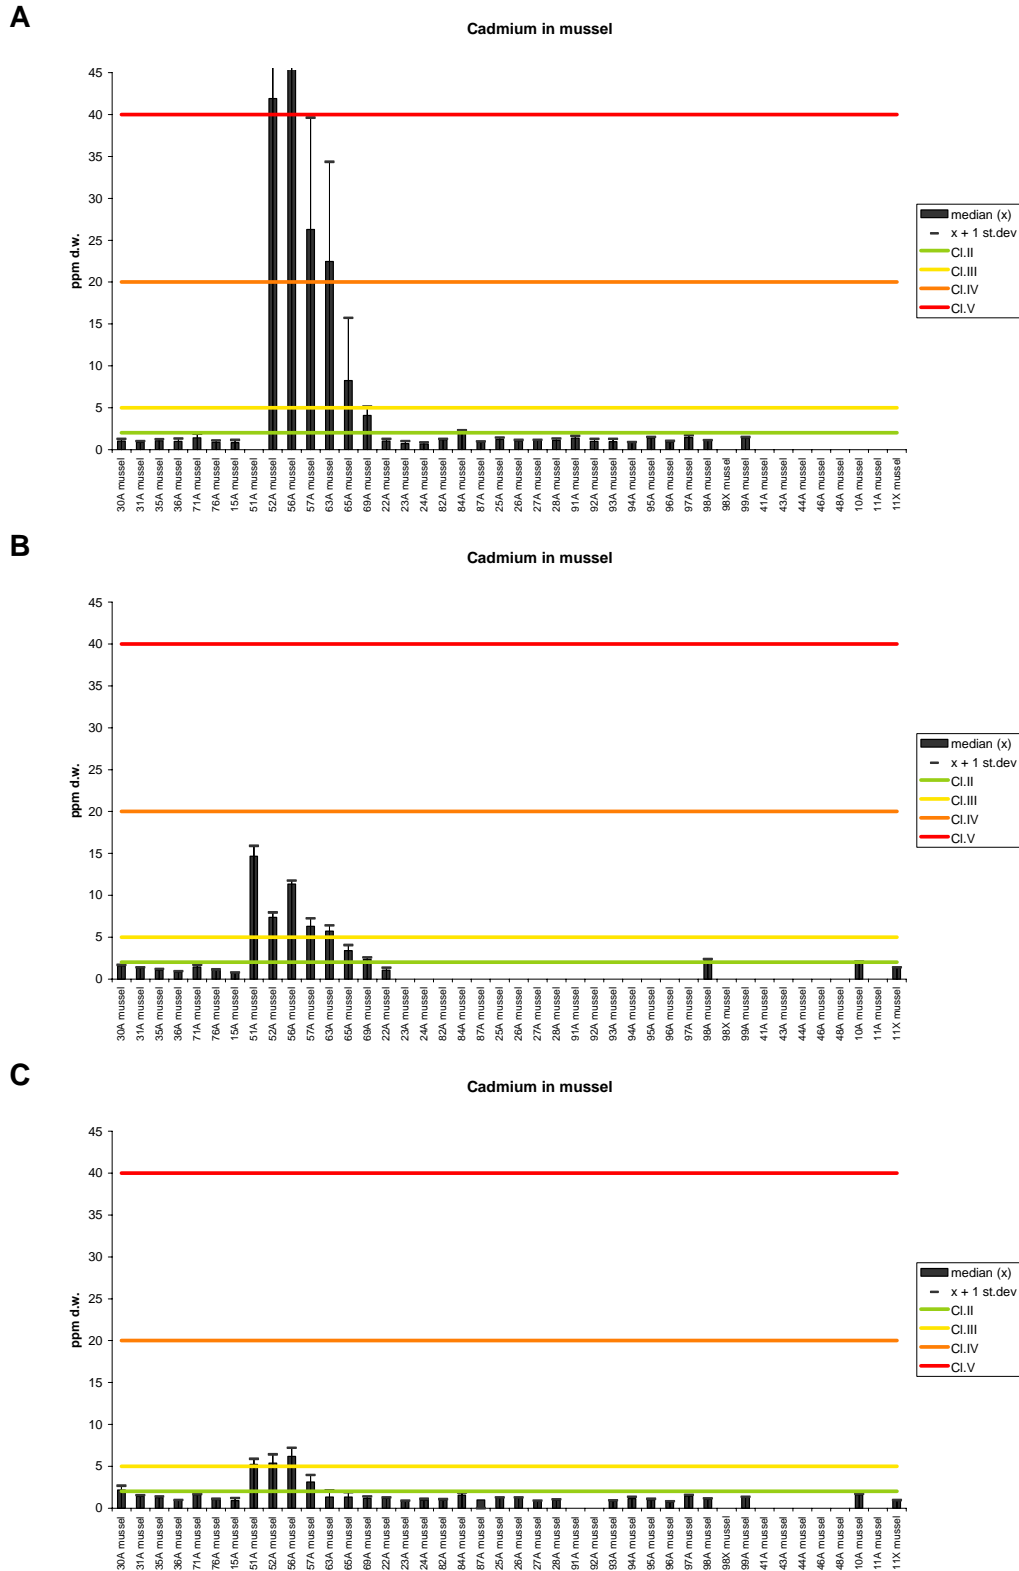 A
Cadmium in mussel
ppm d.w.
45
40
35
30
25
20
15
10
5
0
30A mussel
31A mussel
35A mussel
36A mussel
71A mussel
76A mussel
15A mussel
51A mussel
52A mussel
56A mussel
57A mussel
63A mussel
65A mussel
69A mussel
22A mussel
23A mussel
24A mussel
82A mussel
84A mussel
87A mussel
25A mussel
26A mussel
27A mussel
28A mussel
91A mussel
92A mussel
93A mussel
94A mussel
95A mussel
96A mussel
97A mussel
98A mussel
98X mussel
99A mussel
41A mussel
43A mussel
44A mussel
46A mussel
48A mussel
10A mussel
11A mussel
11X mussel
median (x)
x + 1 st.dev
Cl.II
Cl.III
Cl.IV
Cl.V
B
Cadmium in mussel
ppm d.w.
45
40
35
30
25
20
15
10
5
0
30A mussel
31A mussel
35A mussel
36A mussel
71A mussel
76A mussel
15A mussel
51A mussel
52A mussel
56A mussel
57A mussel
63A mussel
65A mussel
69A mussel
22A mussel
23A mussel
24A mussel
82A mussel
84A mussel
87A mussel
25A mussel
26A mussel
27A mussel
28A mussel
91A mussel
92A mussel
93A mussel
94A mussel
95A mussel
96A mussel
97A mussel
98A mussel
98X mussel
99A mussel
41A mussel
43A mussel
44A mussel
46A mussel
48A mussel
10A mussel
11A mussel
11X mussel
median (x)
x + 1 st.dev
Cl.II
Cl.III
Cl.IV
Cl.V
C
Cadmium in mussel
ppm d.w.
45
40
35
30
25
20
15
10
5
0
30A mussel
31A mussel
35A mussel
36A mussel
71A mussel
76A mussel
15A mussel
51A mussel
52A mussel
56A mussel
57A mussel
63A mussel
65A mussel
69A mussel
22A mussel
23A mussel
24A mussel
82A mussel
84A mussel
87A mussel
25A mussel
26A mussel
27A mussel
28A mussel
91A mussel
92A mussel
93A mussel
94A mussel
95A mussel
96A mussel
97A mussel
98A mussel
98X mussel
99A mussel
41A mussel
43A mussel
44A mussel
46A mussel
48A mussel
10A mussel
11A mussel
11X mussel
median (x)
x + 1 st.dev
Cl.II
Cl.III
Cl.IV
Cl.V